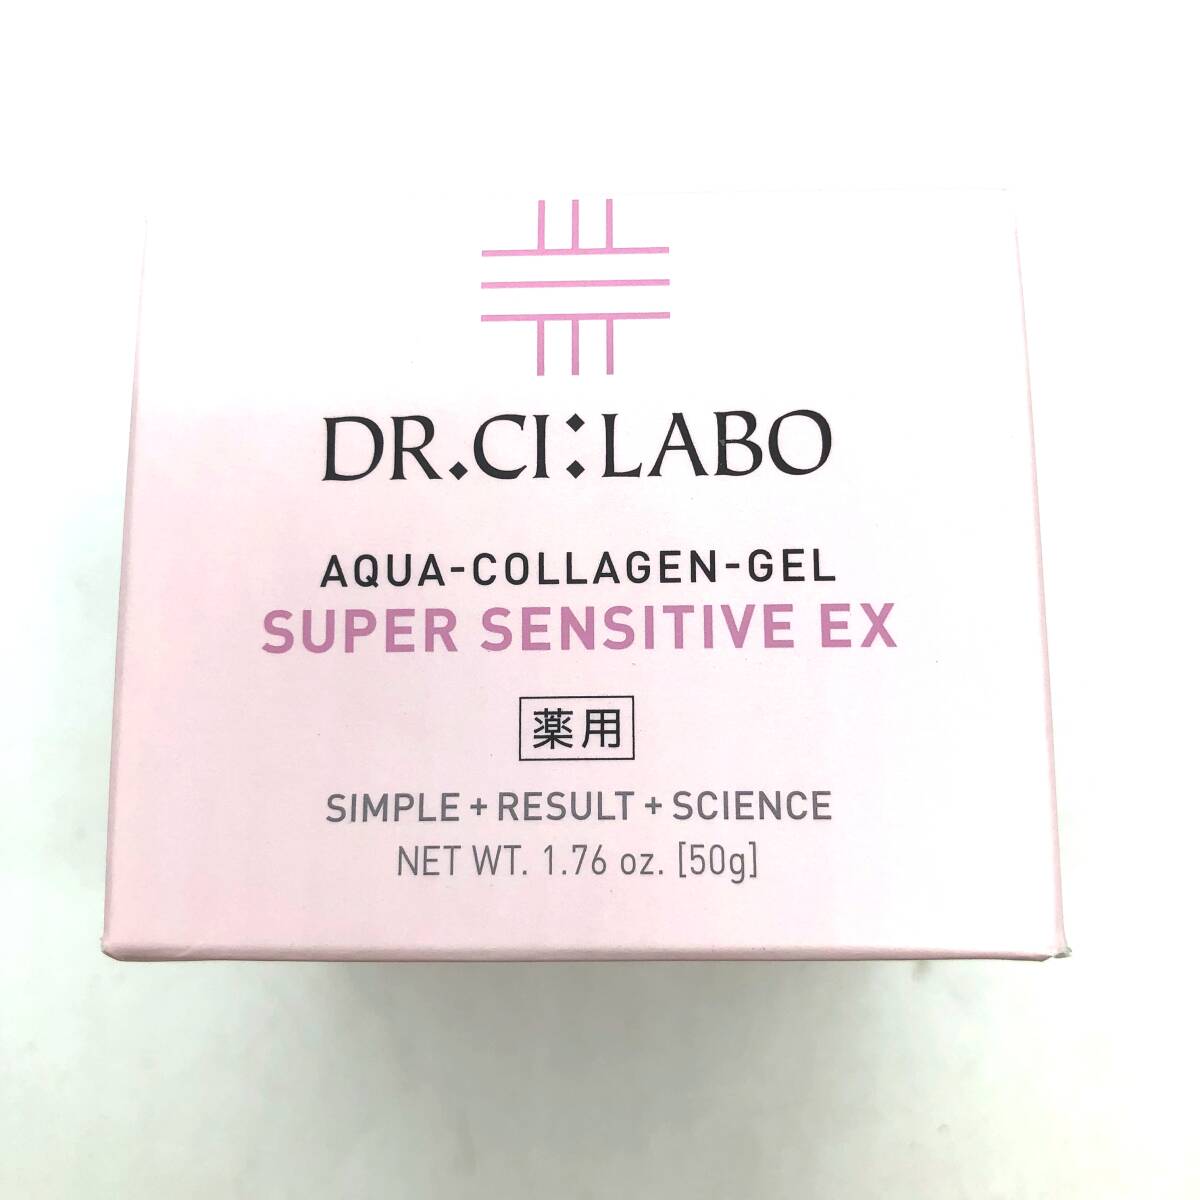 DR.CI:LABO
AQUA-COLLAGEN-GEL
SUPER SENSITIVE EX
薬用
SIMPLE + RESULT + SCIENCE
NET WT. 1.76 oz. [50g]